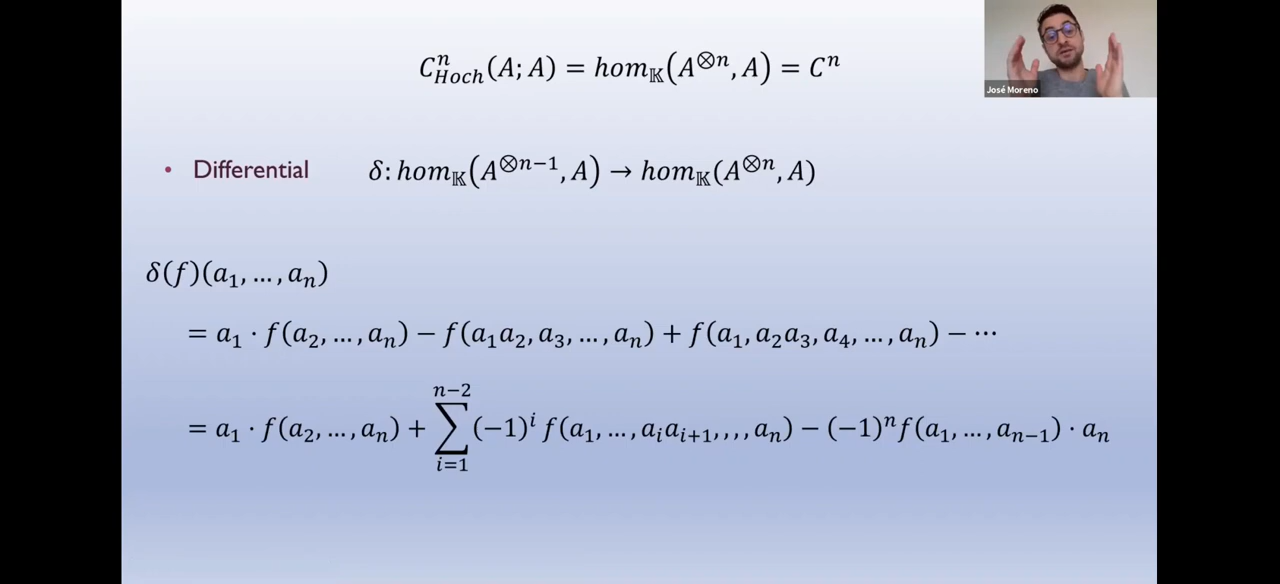 C^n_{Hoch}(A; A) = hom_𝕂(A^{⊗n}, A) = C^n
José Moreno
• Differential δ: hom_𝕂(A^{⊗n−1}, A) → hom_𝕂(A^{⊗n}, A)
δ(f)(a_1, …, a_n)
= a_1 · f(a_2, …, a_n) − f(a_1a_2, a_3, …, a_n) + f(a_1, a_2a_3, a_4, …, a_n) − ⋯
= a_1 · f(a_2, …, a_n) + ∑_{i=1}^{n−2} (−1)^i f(a_1, …, a_ia_{i+1}, , , , a_n) − (−1)^n f(a_1, …, a_{n−1}) · a_n